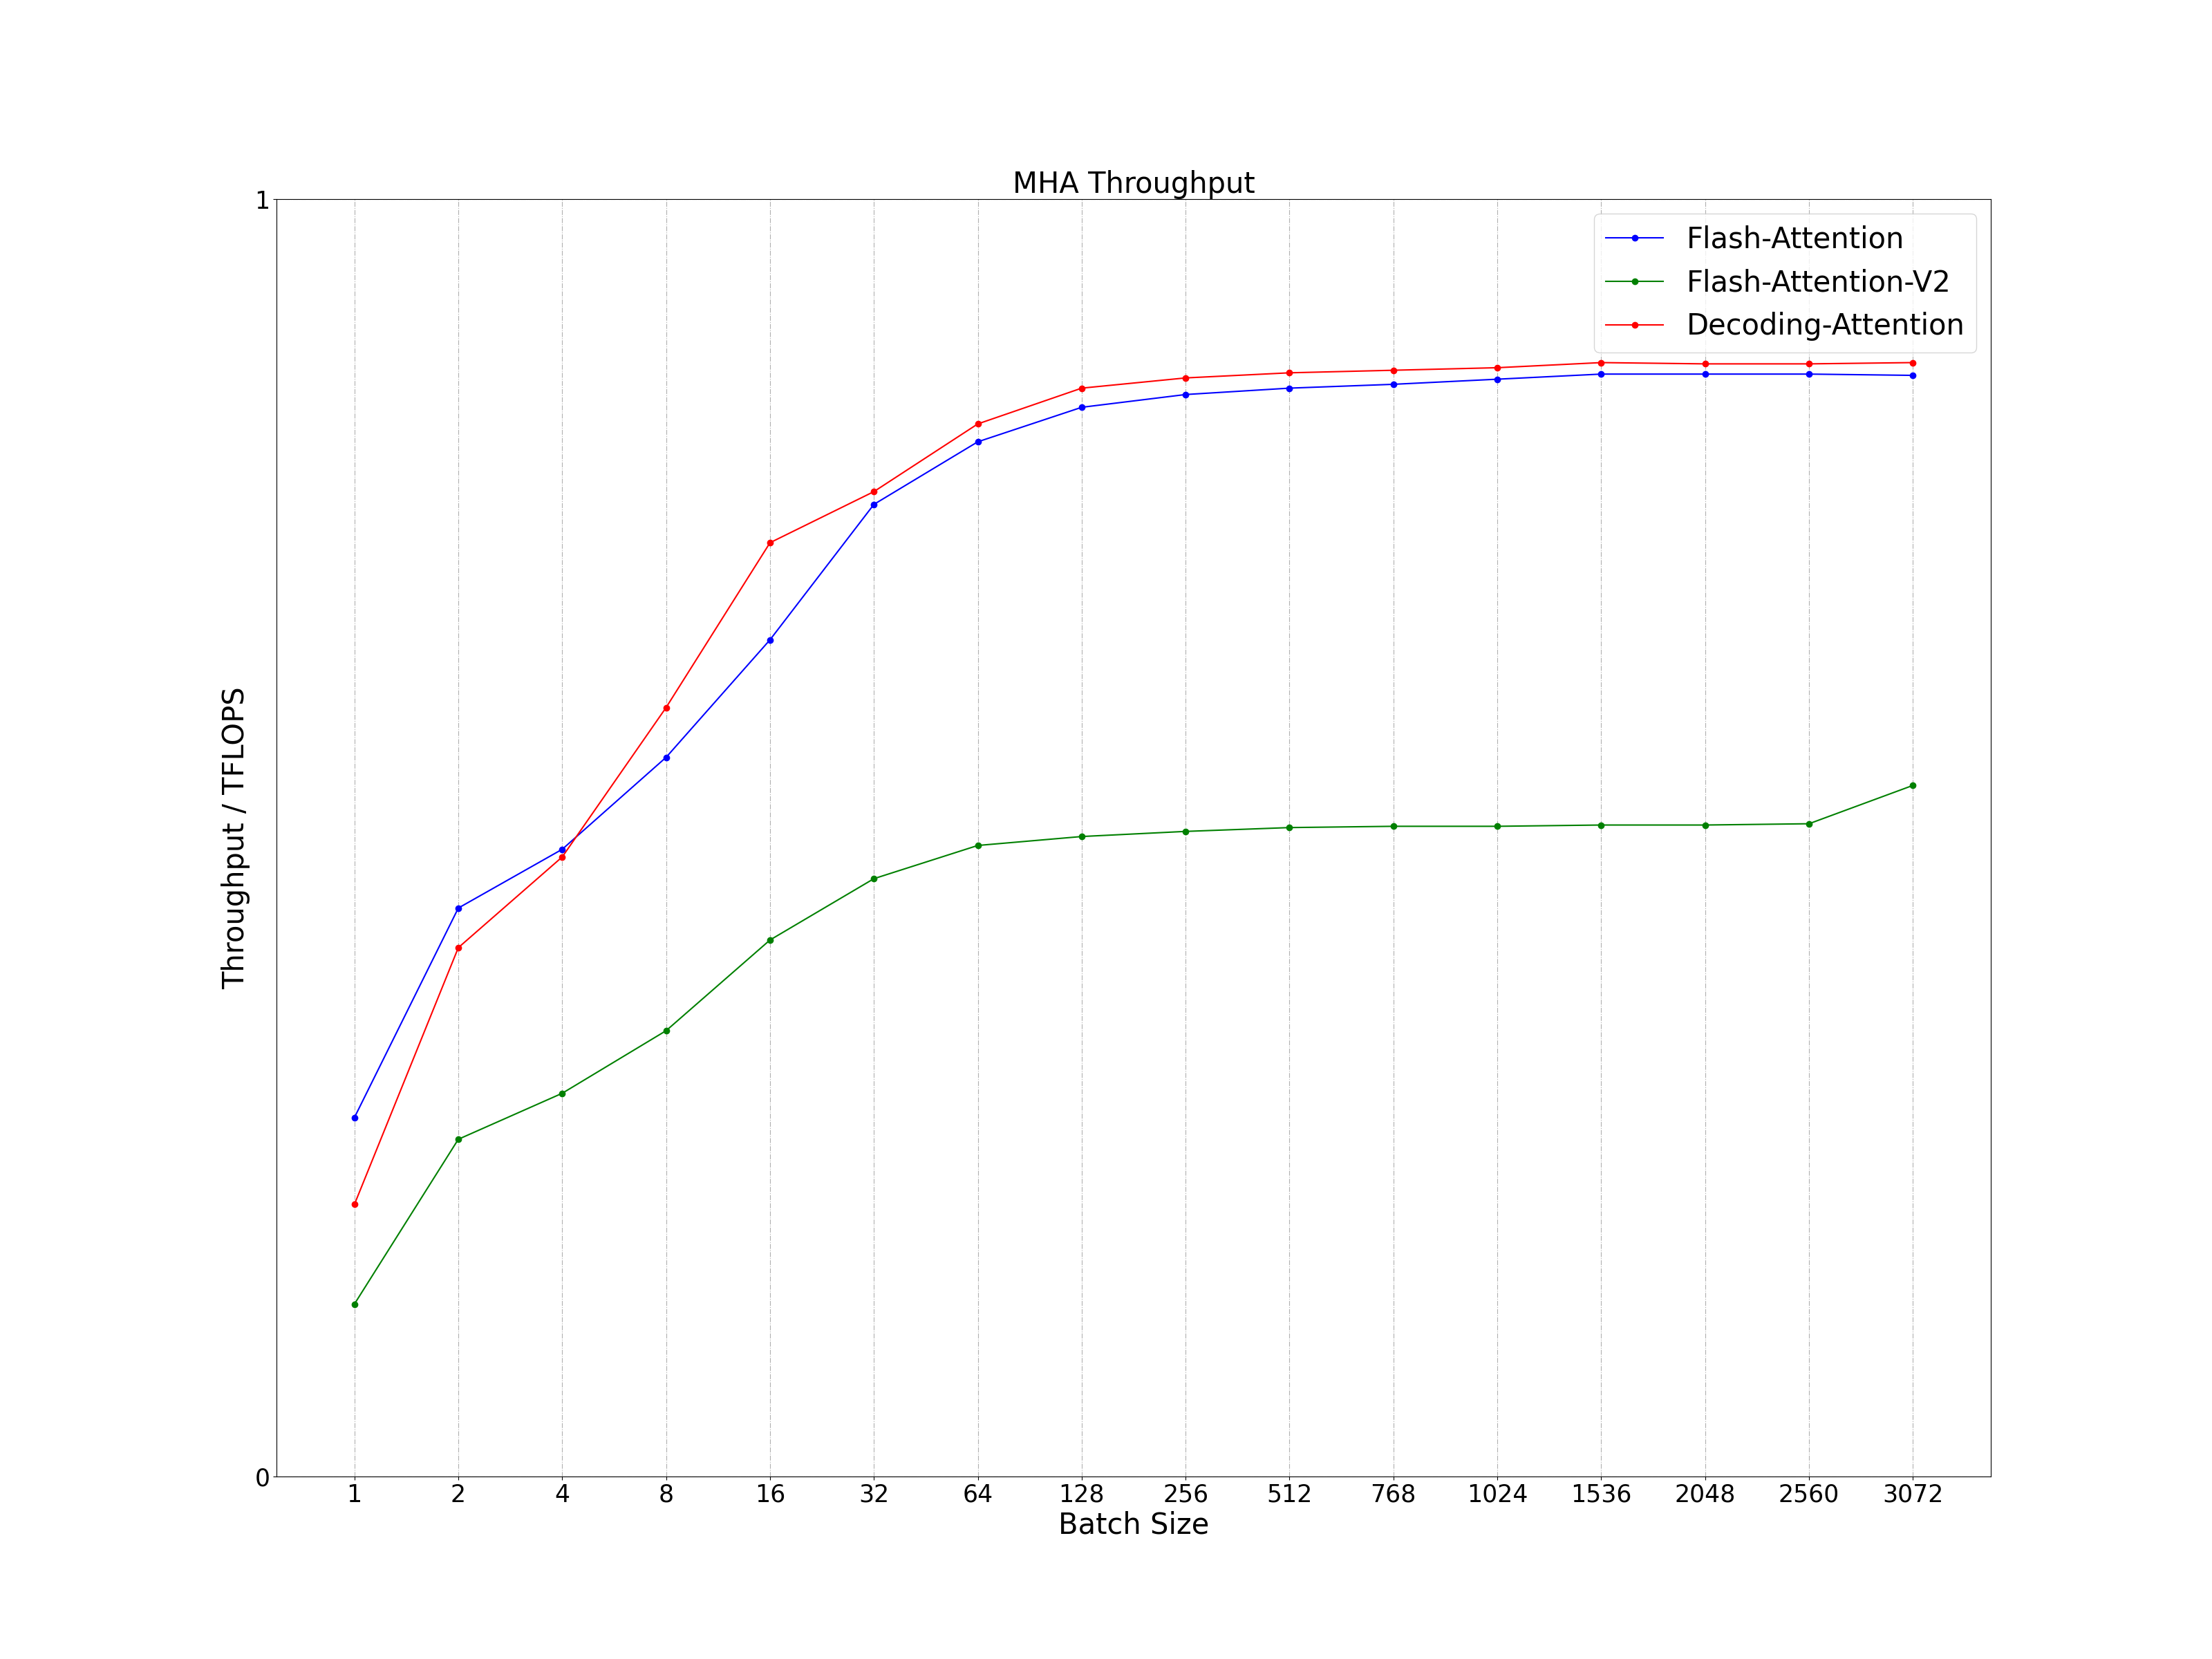 MHA Throughput
1
Flash-Attention
Flash-Attention-V2
Decoding-Attention
Throughput / TFLOPS
0
1 2 4 8 16 32 64 128 256 512 768 1024 1536 2048 2560 3072
Batch Size